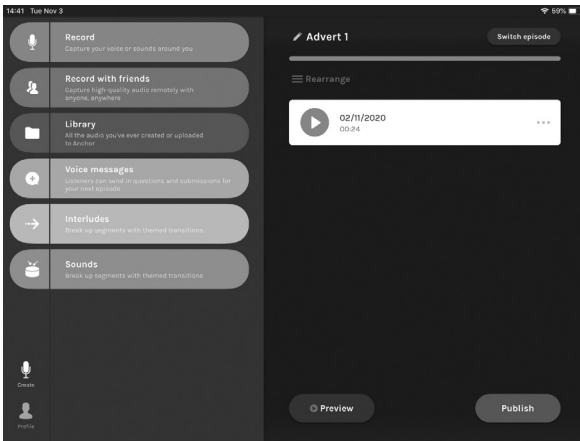 14:41 Tue Nov 3
59%
Record
Capture your voice or sounds around you
Record with friends
Capture high-quality audio remotely with
anyone, anywhere
Library
All the audio you've ever created or uploaded
to Anchor
Voice messages
Listeners can send in questions and submissions for
your next episode
Interludes
Break up segments with themed transitions
Sounds
Break up segments with themed transitions
Create
Profile
Advert 1
Switch episode
Rearrange
02/11/2020
00:24
Preview
Publish